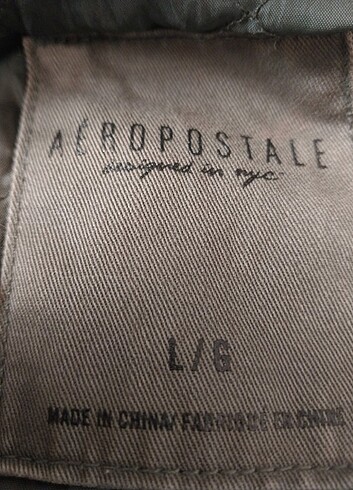 AÉROPOSTALE
designed in nyc
L/G
MADE IN CHINA/FABRIQUÉ EN CHINE